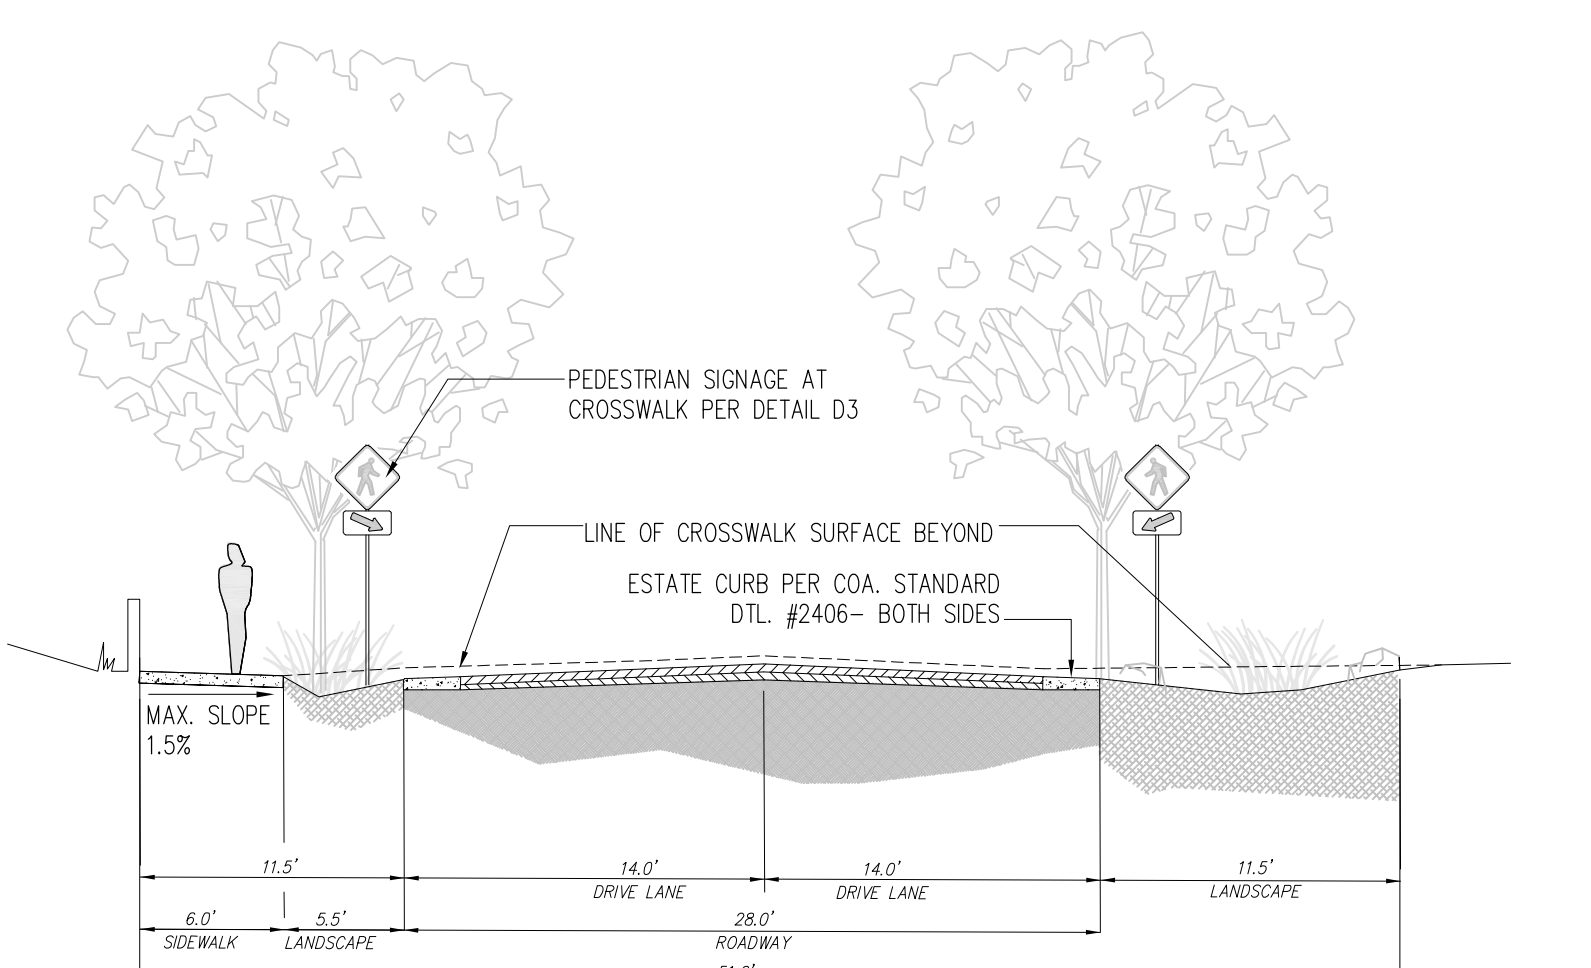 PEDESTRIAN SIGNAGE AT
CROSSWALK PER DETAIL D3
LINE OF CROSSWALK SURFACE BEYOND
ESTATE CURB PER COA. STANDARD
DTL. #2406- BOTH SIDES
MAX. SLOPE
1.5%
11.5'
14.0'
DRIVE LANE
14.0'
DRIVE LANE
11.5'
LANDSCAPE
6.0'
SIDEWALK
5.5'
LANDSCAPE
28.0'
ROADWAY